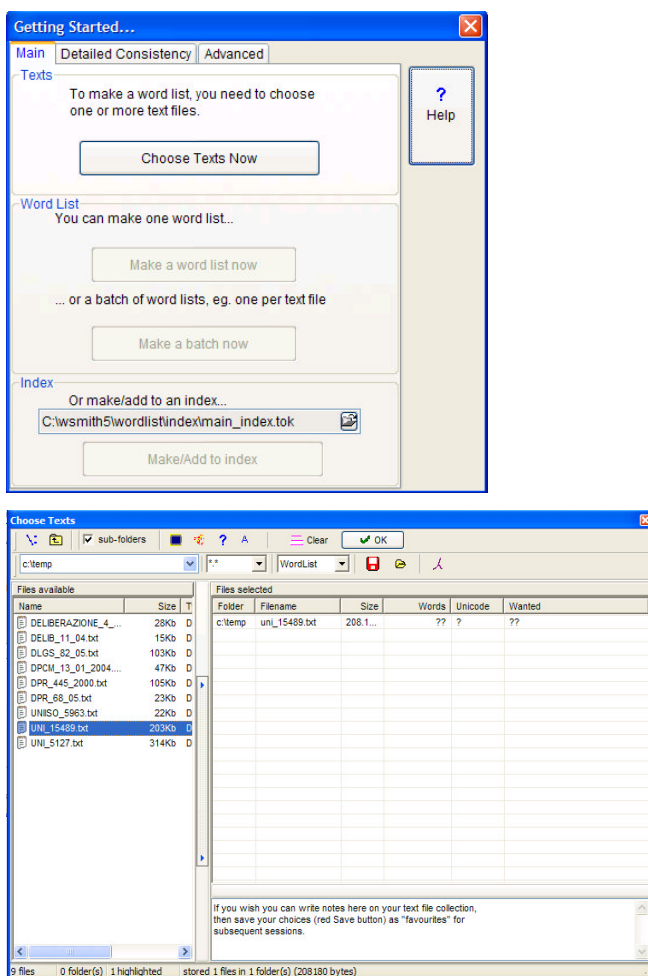 Getting Started...
Main Detailed Consistency Advanced
Texts
To make a word list, you need to choose
one or more text files.
Choose Texts Now
?
Help
Word List
You can make one word list...
Make a word list now
... or a batch of word lists, eg. one per text file
Make a batch now
Index
Or make/add to an index...
C:\wsmith5\wordlist\index\main_index.tok
Make/Add to index
Choose Texts
sub-folders ? A Clear OK
c:\temp *.* WordList
Files available Files selected
Name Size T Folder Filename Size Words Unicode Wanted
DELIBERAZIONE_4_... 28Kb D c:\temp uni_15489.txt 208.1... ?? ? ??
DELIB_11_04.txt 15Kb D
DLGS_82_05.txt 103Kb D
DPCM_13_01_2004.... 47Kb D
DPR_445_2000.txt 105Kb D
DPR_68_05.txt 23Kb D
UNIISO_5963.txt 22Kb D
UNI_15489.txt 203Kb D
UNI_5127.txt 314Kb D
If you wish you can write notes here on your text file collection,
then save your choices (red Save button) as "favourites" for
subsequent sessions.
9 files 0 folder(s) 1 highlighted stored 1 files in 1 folder(s) (208180 bytes)